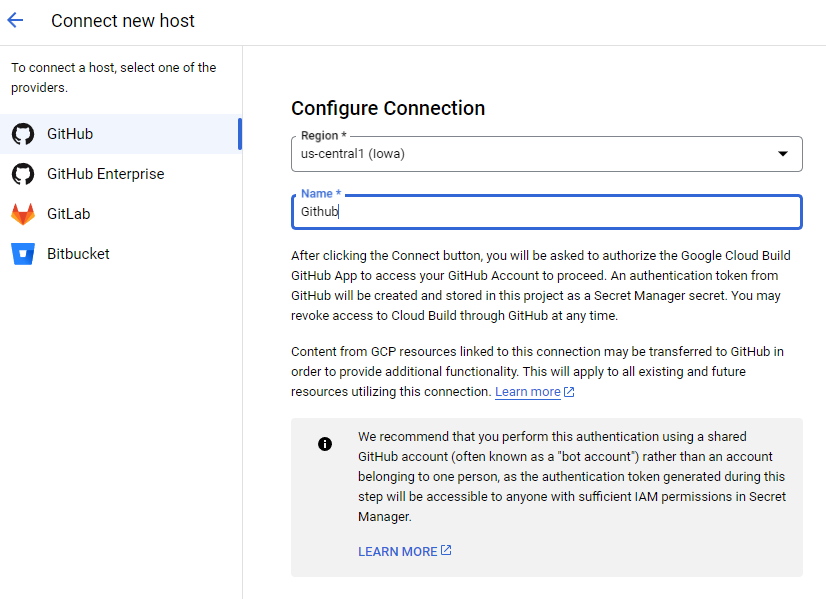 Connect new host
To connect a host, select one of the
providers.
GitHub
GitHub Enterprise
GitLab
Bitbucket
Configure Connection
Region *
us-central1 (Iowa)
Name *
Github
After clicking the Connect button, you will be asked to authorize the Google Cloud Build
GitHub App to access your GitHub Account to proceed. An authentication token from
GitHub will be created and stored in this project as a Secret Manager secret. You may
revoke access to Cloud Build through GitHub at any time.
Content from GCP resources linked to this connection may be transferred to GitHub in
order to provide additional functionality. This will apply to all existing and future
resources utilizing this connection. Learn more
We recommend that you perform this authentication using a shared
GitHub account (often known as a "bot account") rather than an account
belonging to one person, as the authentication token generated during this
step will be accessible to anyone with sufficient IAM permissions in Secret
Manager.
LEARN MORE